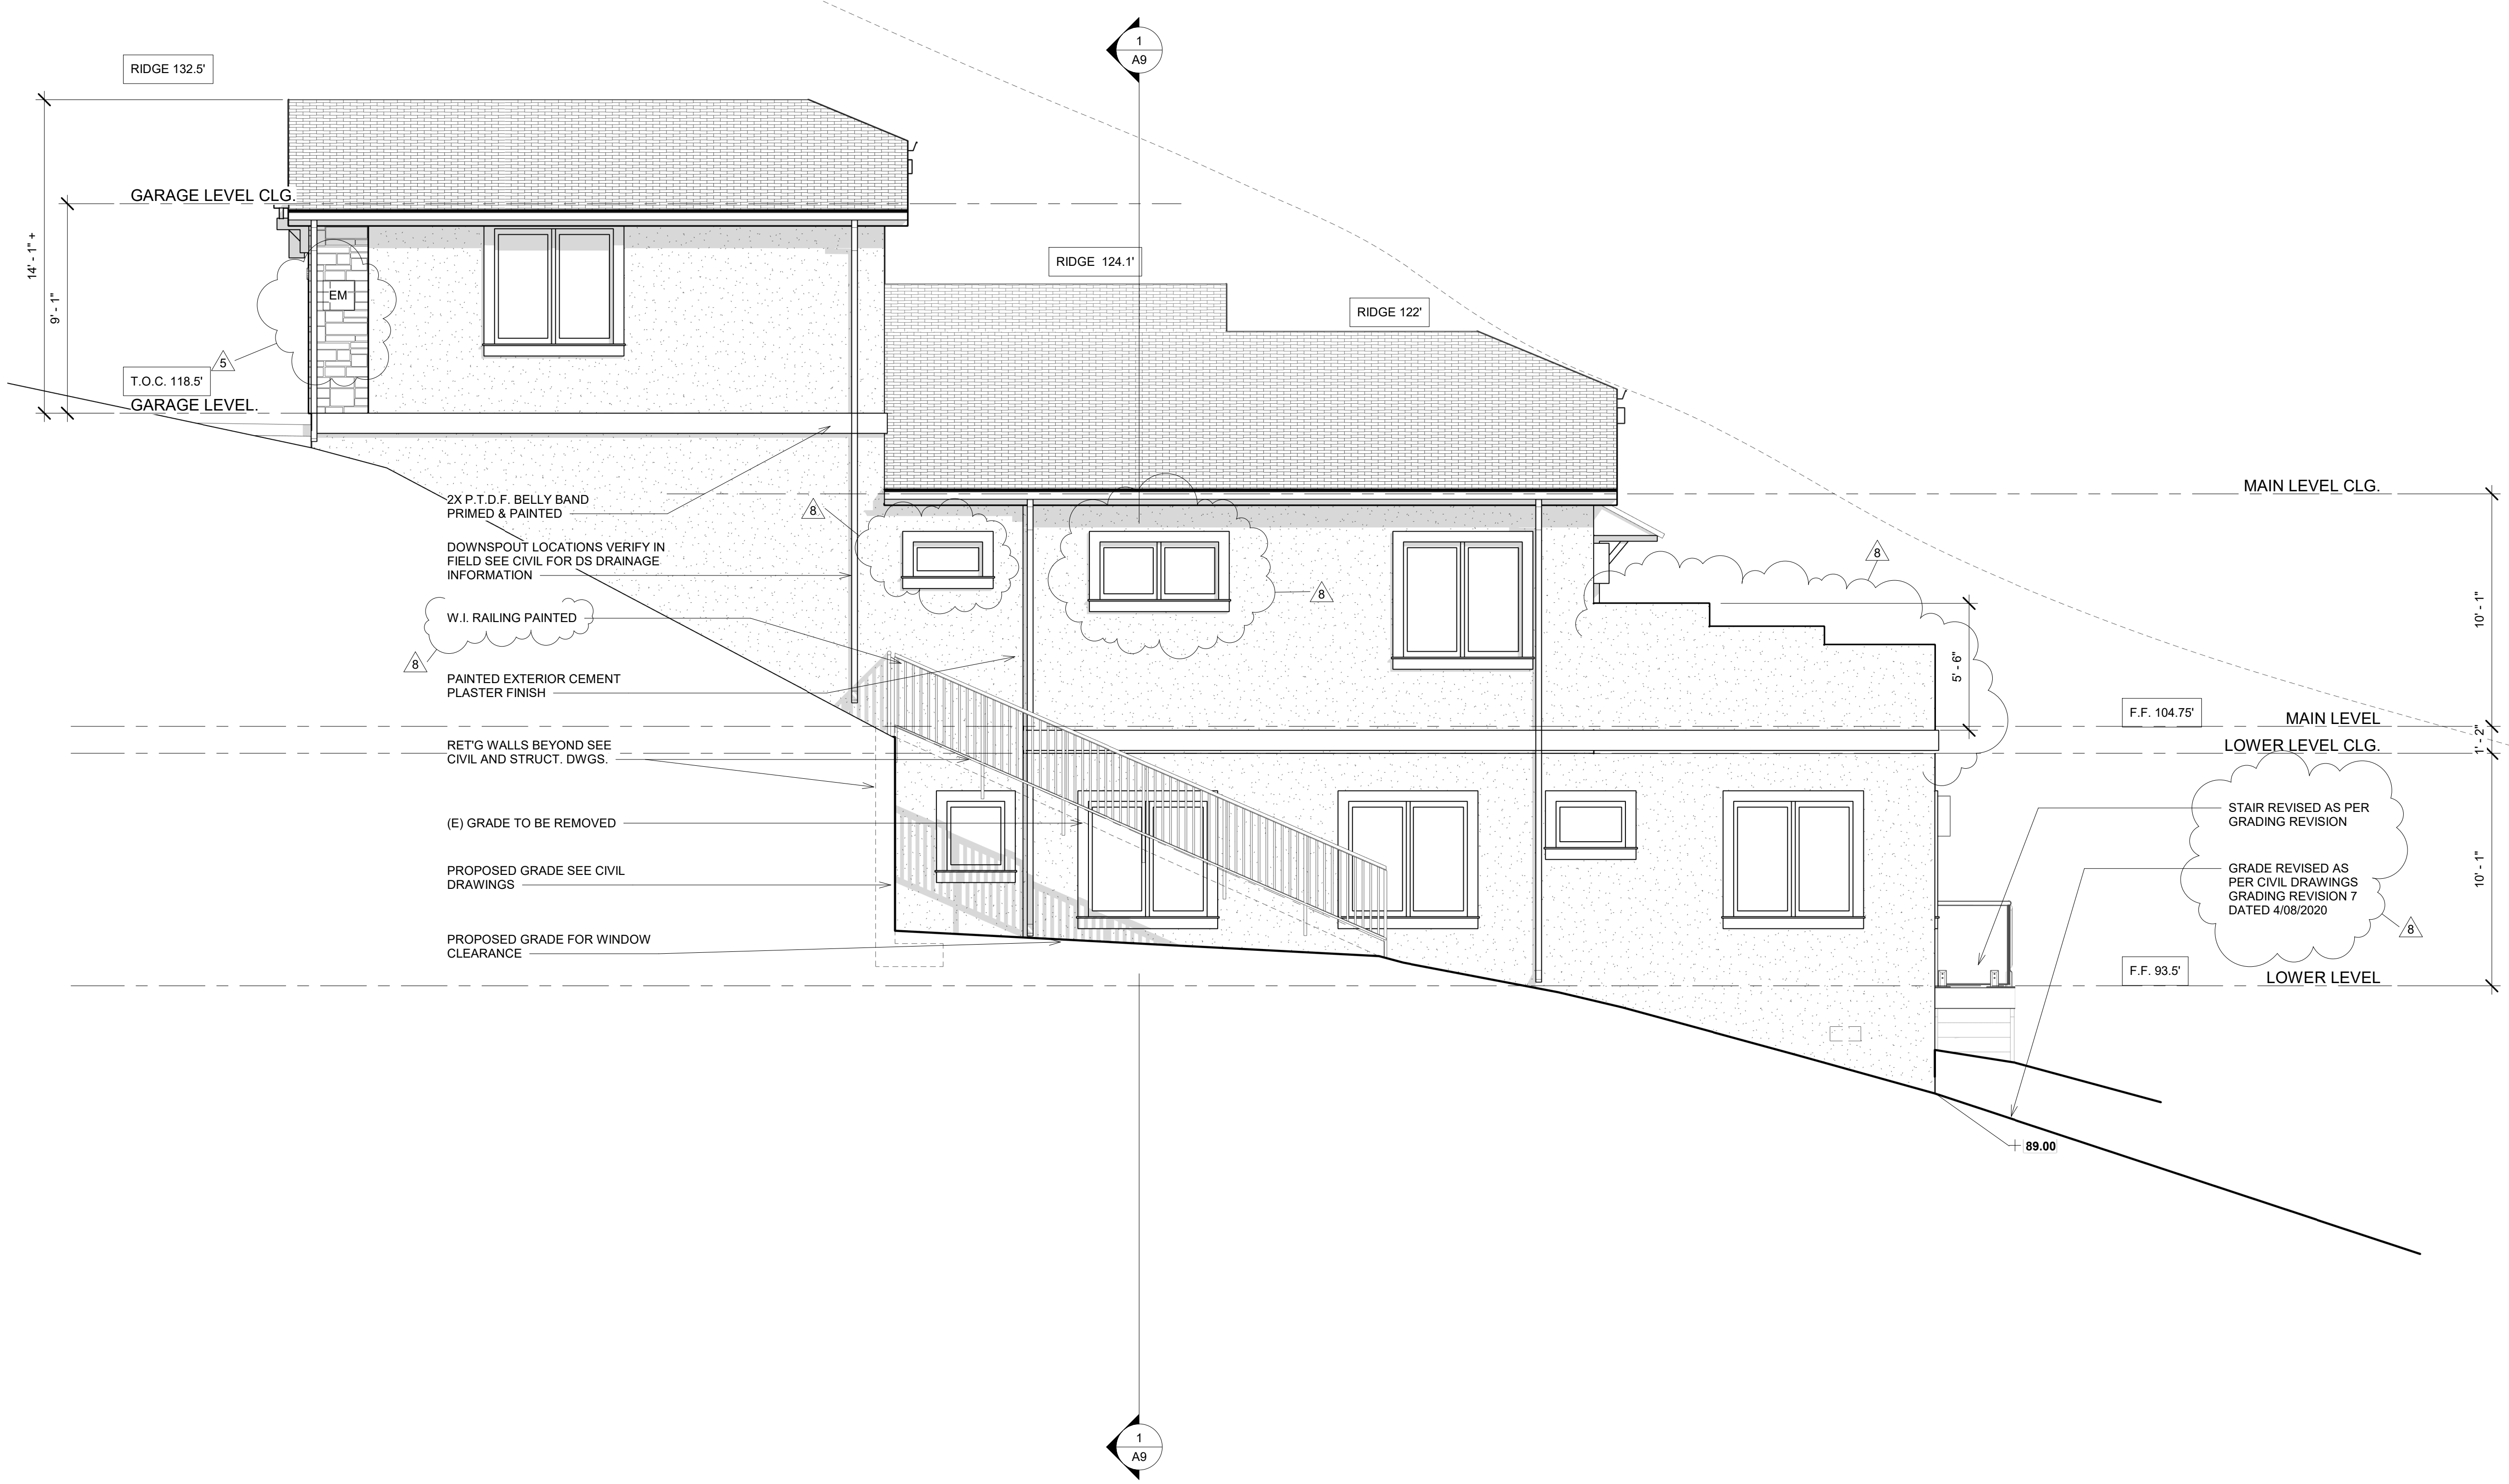 1
A9
RIDGE 132.5'
GARAGE LEVEL CLG.
14' - 1" +
9' - 1"
RIDGE  124.1'
EM
RIDGE 122'
5
T.O.C. 118.5'
GARAGE LEVEL.
MAIN LEVEL CLG.
2X P.T.D.F. BELLY BAND
PRIMED & PAINTED
8
DOWNSPOUT LOCATIONS VERIFY IN
FIELD SEE CIVIL FOR DS DRAINAGE
INFORMATION
8
8
10' - 1"
W.I. RAILING PAINTED
8
5' - 6"
PAINTED EXTERIOR CEMENT
PLASTER FINISH
F.F. 104.75'
MAIN LEVEL
1' - 2"
RET'G WALLS BEYOND SEE
CIVIL AND STRUCT. DWGS.
LOWER LEVEL CLG.
(E) GRADE TO BE REMOVED
STAIR REVISED AS PER
GRADING REVISION
PROPOSED GRADE SEE CIVIL
DRAWINGS
GRADE REVISED AS
PER CIVIL DRAWINGS
GRADING REVISION 7
DATED 4/08/2020
10' - 1"
8
PROPOSED GRADE FOR WINDOW
CLEARANCE
F.F. 93.5'
LOWER LEVEL
89.00
1
A9